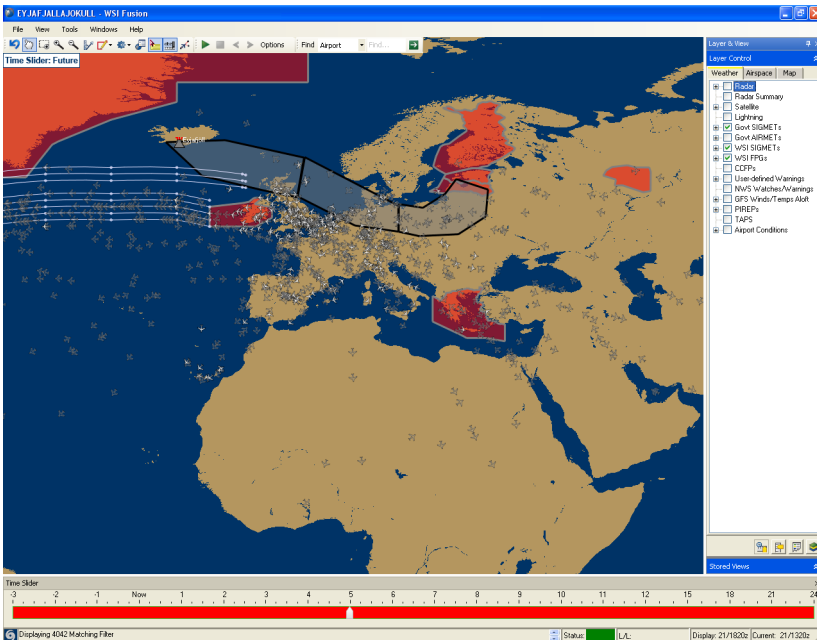 EYJAFJALLAJOKULL - WSI Fusion
File View Tools Windows Help
Options Find Airport Find...
Time Slider: Future
Layer & View
Layer Control
Weather Airspace Map
Radar
Radar Summary
Satellite
Lightning
Govt SIGMETs
Govt AIRMETs
WSI SIGMETs
WSI FPGs
CCFPs
User-defined Warnings
NWS Watches/Warnings
GFS Winds/Temps Aloft
PIREPs
TAPS
Airport Conditions
Stored Views
Time Slider
-3 -2 -1 Now 1 2 3 4 5 6 7 8 9 10 11 12 15 18 21 24
Displaying 4042 Matching Filter Status: L/L: Display: 21/1820z Current: 21/1320z